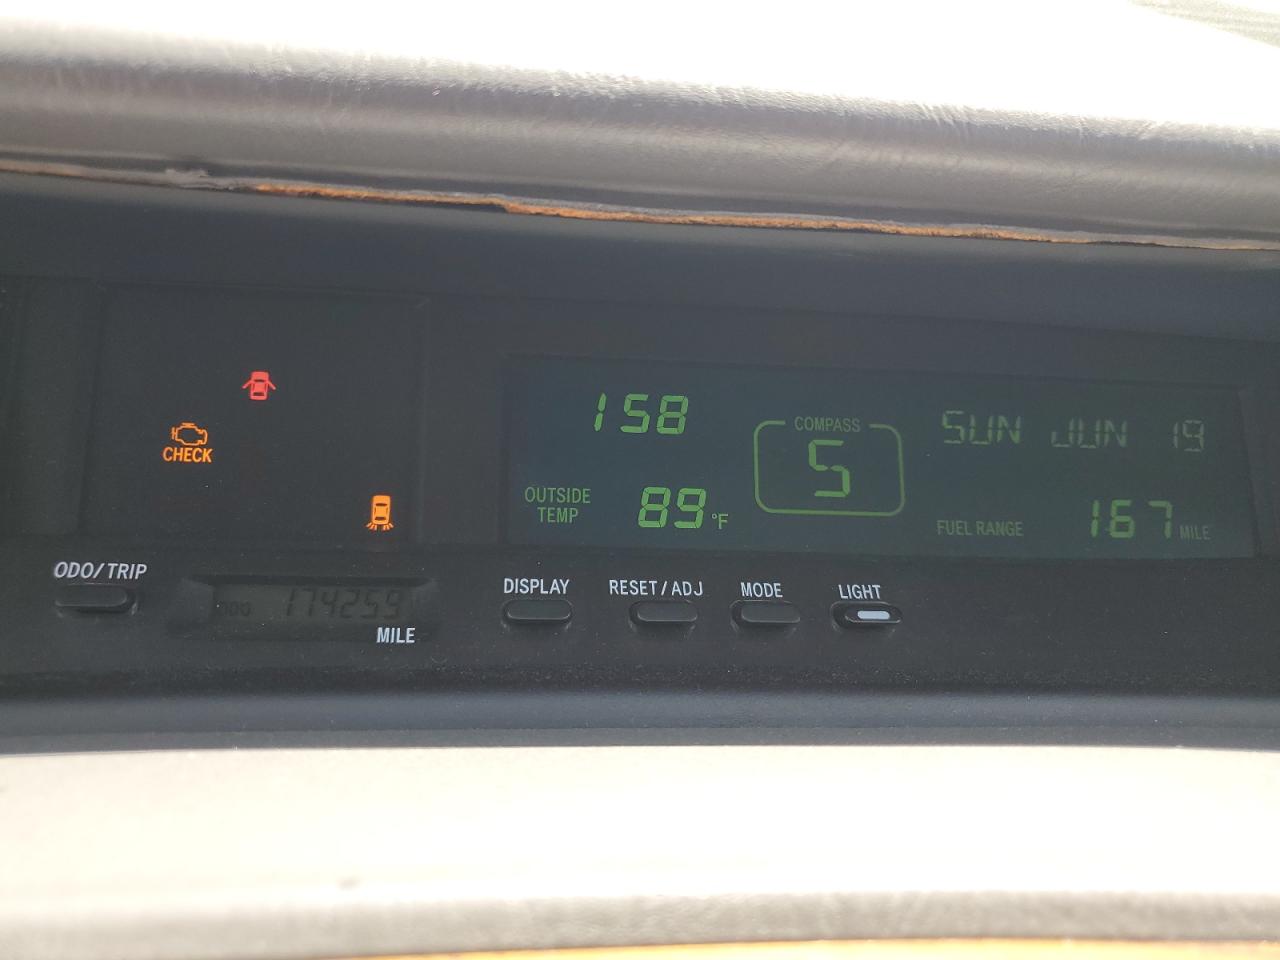 CHECK
158
OUTSIDE TEMP 89 °F
COMPASS
S
SUN JUN 19
FUEL RANGE 167 MILE
ODO/TRIP
ODO 174259
MILE
DISPLAY
RESET/ADJ
MODE
LIGHT